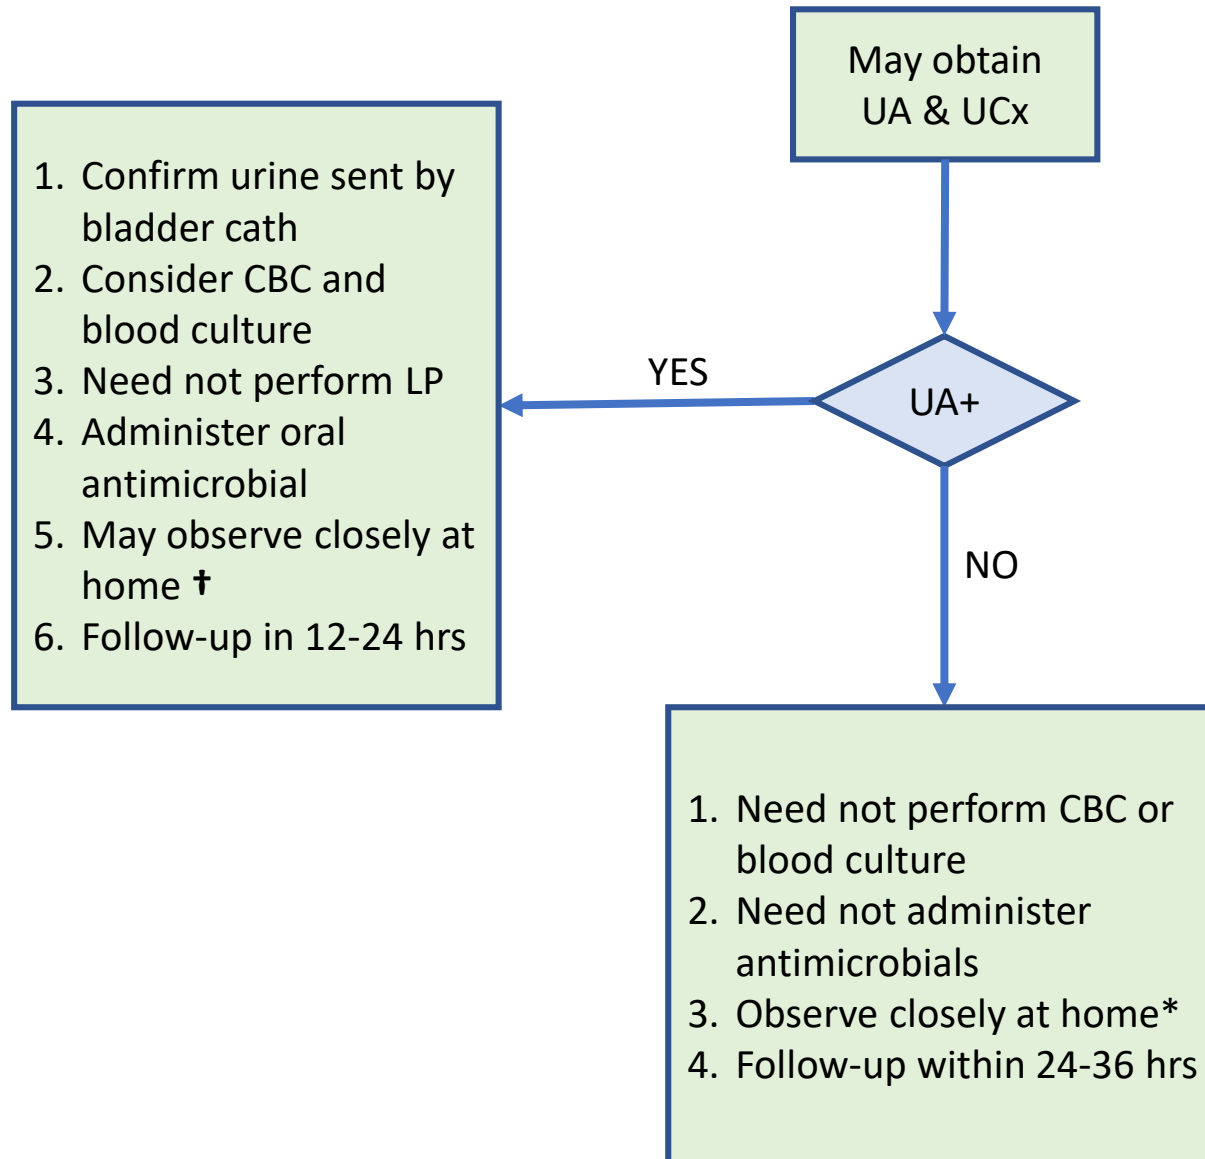 May obtain
UA & UCx
1. Confirm urine sent by
bladder cath
2. Consider CBC and
blood culture
3. Need not perform LP
4. Administer oral
antimicrobial
5. May observe closely at
home †
6. Follow-up in 12-24 hrs
YES
UA+
NO
1. Need not perform CBC or
blood culture
2. Need not administer
antimicrobials
3. Observe closely at home*
4. Follow-up within 24-36 hrs